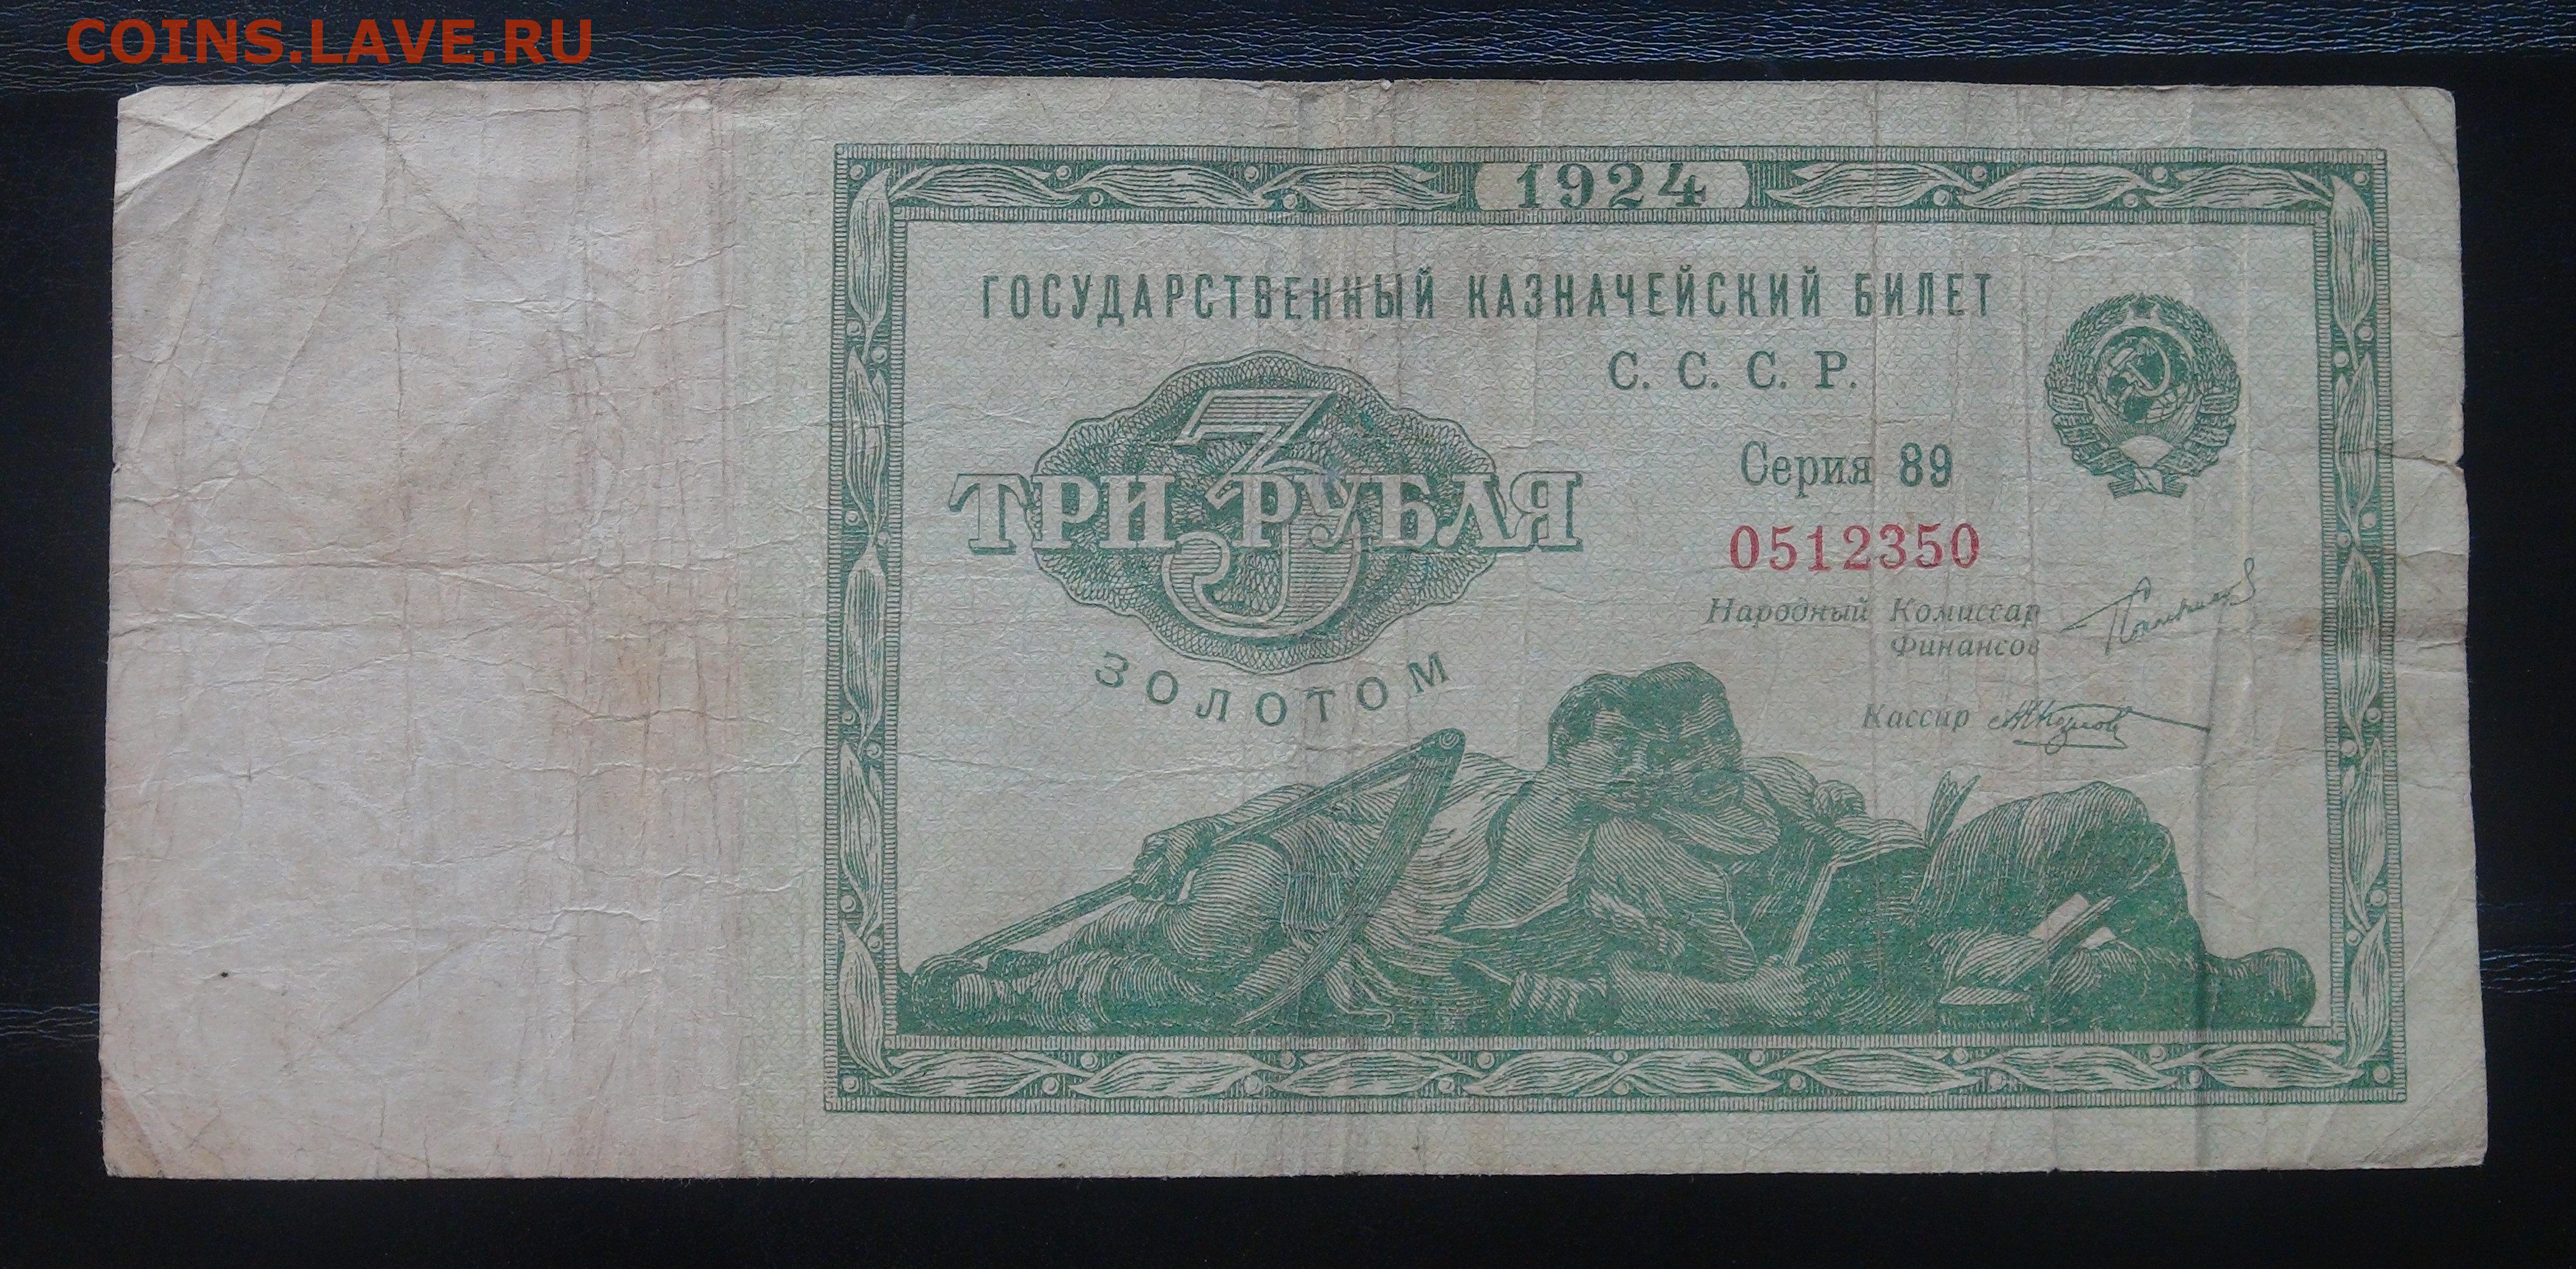 COINS.LAVE.RU
1924
ГОСУДАРСТВЕННЫЙ КАЗНАЧЕЙСКИЙ БИЛЕТ
С. С. С. Р.
3
ТРИ РУБЛЯ
ЗОЛОТОМ
Серия 89
0512350
Народный Комиссар
Финансов
Кассир